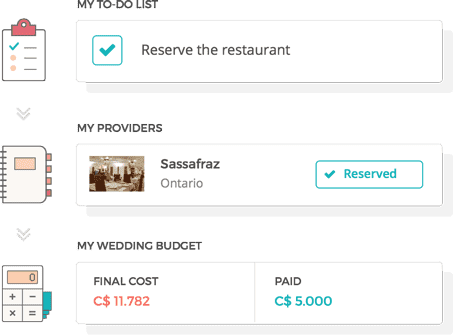 MY TO-DO LIST
Reserve the restaurant
MY PROVIDERS
Sassafraz
Ontario
Reserved
MY WEDDING BUDGET
0
+ −
× =
FINAL COST
PAID
C$ 11.782
C$ 5.000